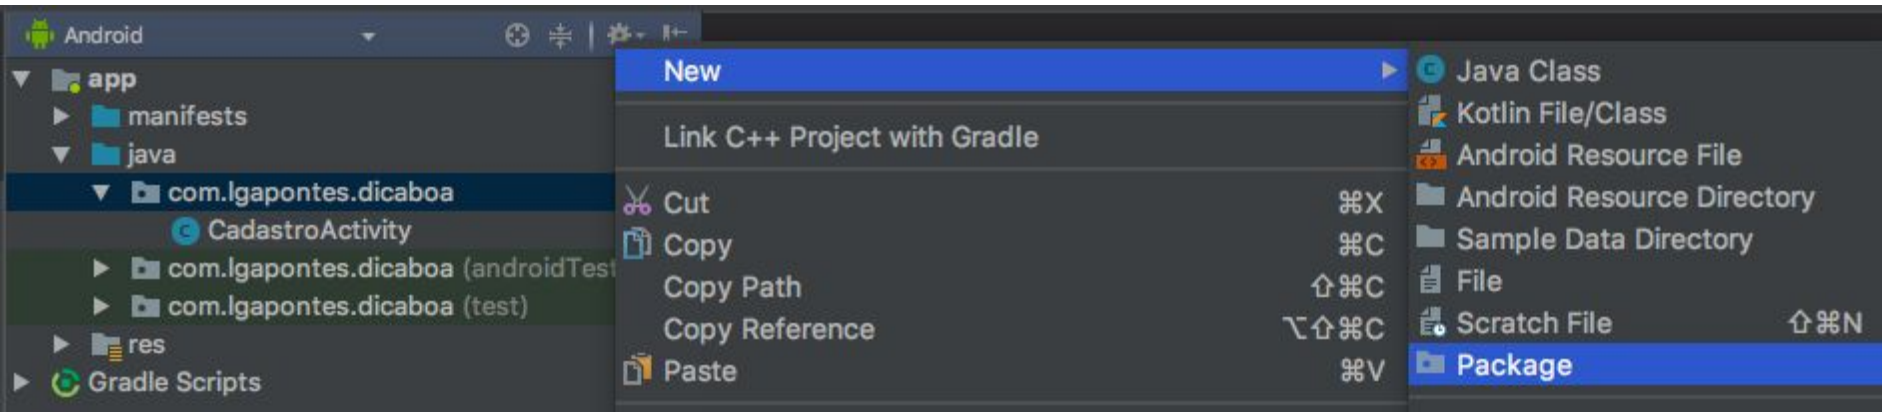 Android
app
manifests
java
com.lgapontes.dicaboa
CadastroActivity
com.lgapontes.dicaboa (androidTest
com.lgapontes.dicaboa (test)
res
Gradle Scripts
New
Link C++ Project with Gradle
Cut ⌘X
Copy ⌘C
Copy Path ⇧⌘C
Copy Reference ⌥⇧⌘C
Paste ⌘V
Java Class
Kotlin File/Class
Android Resource File
Android Resource Directory
Sample Data Directory
File
Scratch File ⇧⌘N
Package